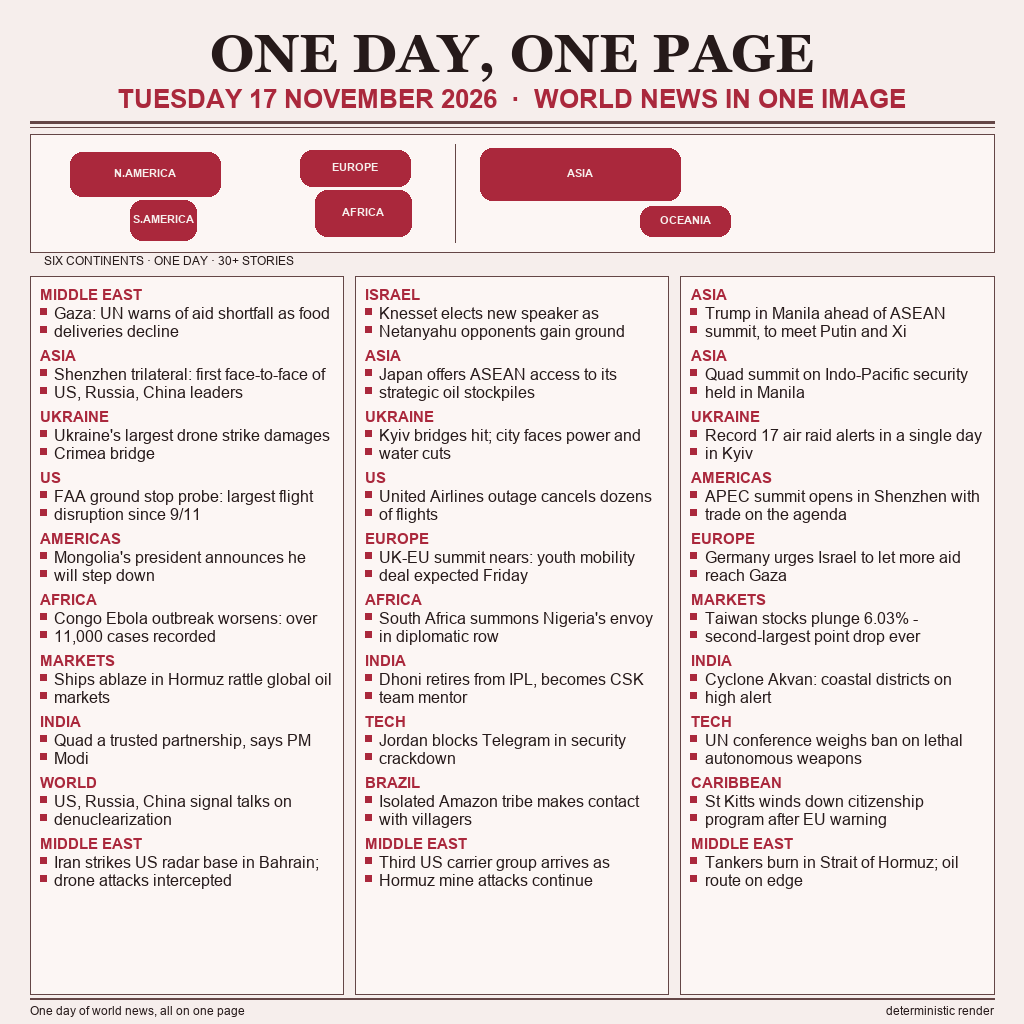 ONE DAY, ONE PAGE
TUESDAY 17 NOVEMBER 2026 · WORLD NEWS IN ONE IMAGE
N.AMERICA
S.AMERICA
EUROPE
AFRICA
ASIA
OCEANIA
SIX CONTINENTS · ONE DAY · 30+ STORIES
MIDDLE EAST
Gaza: UN warns of aid shortfall as food
deliveries decline
ASIA
Shenzhen trilateral: first face-to-face of
US, Russia, China leaders
UKRAINE
Ukraine's largest drone strike damages
Crimea bridge
US
FAA ground stop probe: largest flight
disruption since 9/11
AMERICAS
Mongolia's president announces he
will step down
AFRICA
Congo Ebola outbreak worsens: over
11,000 cases recorded
MARKETS
Ships ablaze in Hormuz rattle global oil
markets
INDIA
Quad a trusted partnership, says PM
Modi
WORLD
US, Russia, China signal talks on
denuclearization
MIDDLE EAST
Iran strikes US radar base in Bahrain;
drone attacks intercepted
ISRAEL
Knesset elects new speaker as
Netanyahu opponents gain ground
ASIA
Japan offers ASEAN access to its
strategic oil stockpiles
UKRAINE
Kyiv bridges hit; city faces power and
water cuts
US
United Airlines outage cancels dozens
of flights
EUROPE
UK-EU summit nears: youth mobility
deal expected Friday
AFRICA
South Africa summons Nigeria's envoy
in diplomatic row
INDIA
Dhoni retires from IPL, becomes CSK
team mentor
TECH
Jordan blocks Telegram in security
crackdown
BRAZIL
Isolated Amazon tribe makes contact
with villagers
MIDDLE EAST
Third US carrier group arrives as
Hormuz mine attacks continue
ASIA
Trump in Manila ahead of ASEAN
summit, to meet Putin and Xi
ASIA
Quad summit on Indo-Pacific security
held in Manila
UKRAINE
Record 17 air raid alerts in a single day
in Kyiv
AMERICAS
APEC summit opens in Shenzhen with
trade on the agenda
EUROPE
Germany urges Israel to let more aid
reach Gaza
MARKETS
Taiwan stocks plunge 6.03% -
second-largest point drop ever
INDIA
Cyclone Akvan: coastal districts on
high alert
TECH
UN conference weighs ban on lethal
autonomous weapons
CARIBBEAN
St Kitts winds down citizenship
program after EU warning
MIDDLE EAST
Tankers burn in Strait of Hormuz; oil
route on edge
One day of world news, all on one page
deterministic render